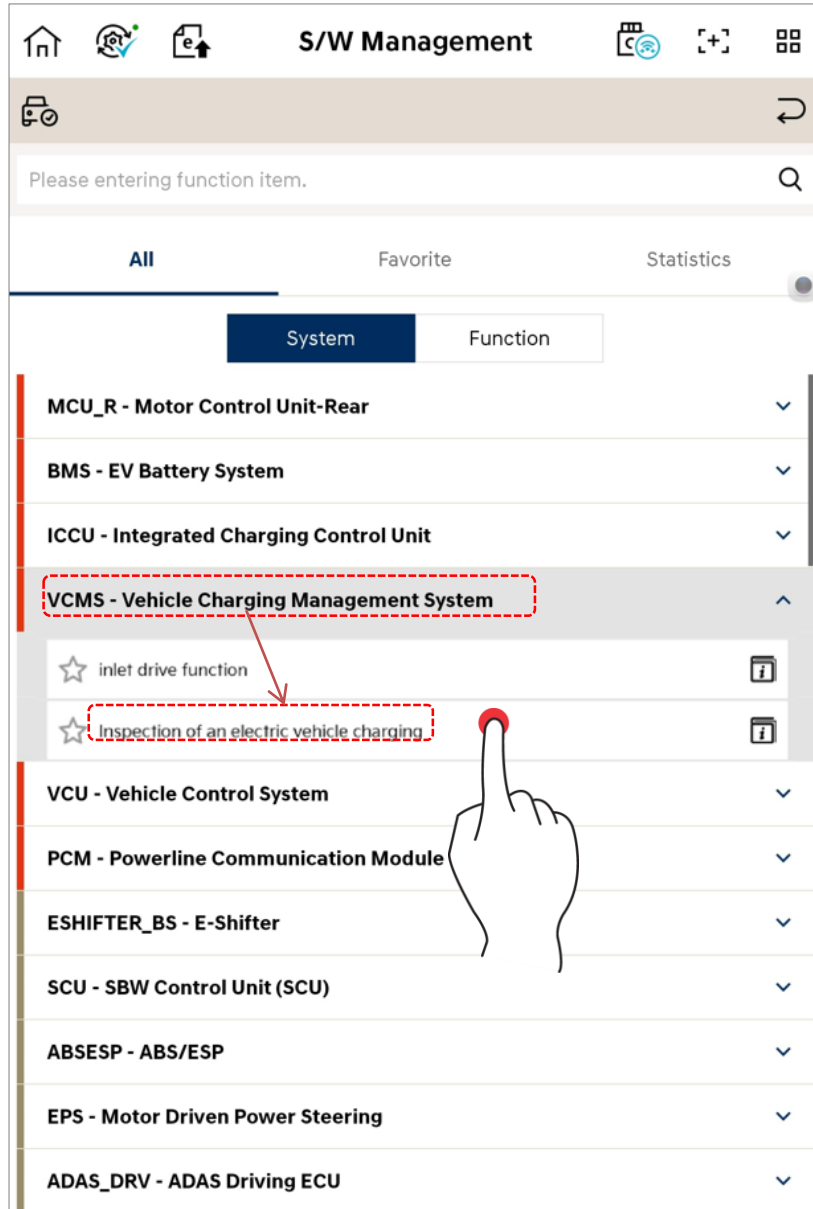 S/W Management
Please entering function item.
All Favorite Statistics
System Function
MCU_R - Motor Control Unit-Rear
BMS - EV Battery System
ICCU - Integrated Charging Control Unit
VCMS - Vehicle Charging Management System
inlet drive function
Inspection of an electric vehicle charging
VCU - Vehicle Control System
PCM - Powerline Communication Module
ESHIFTER_BS - E-Shifter
SCU - SBW Control Unit (SCU)
ABSESP - ABS/ESP
EPS - Motor Driven Power Steering
ADAS_DRV - ADAS Driving ECU